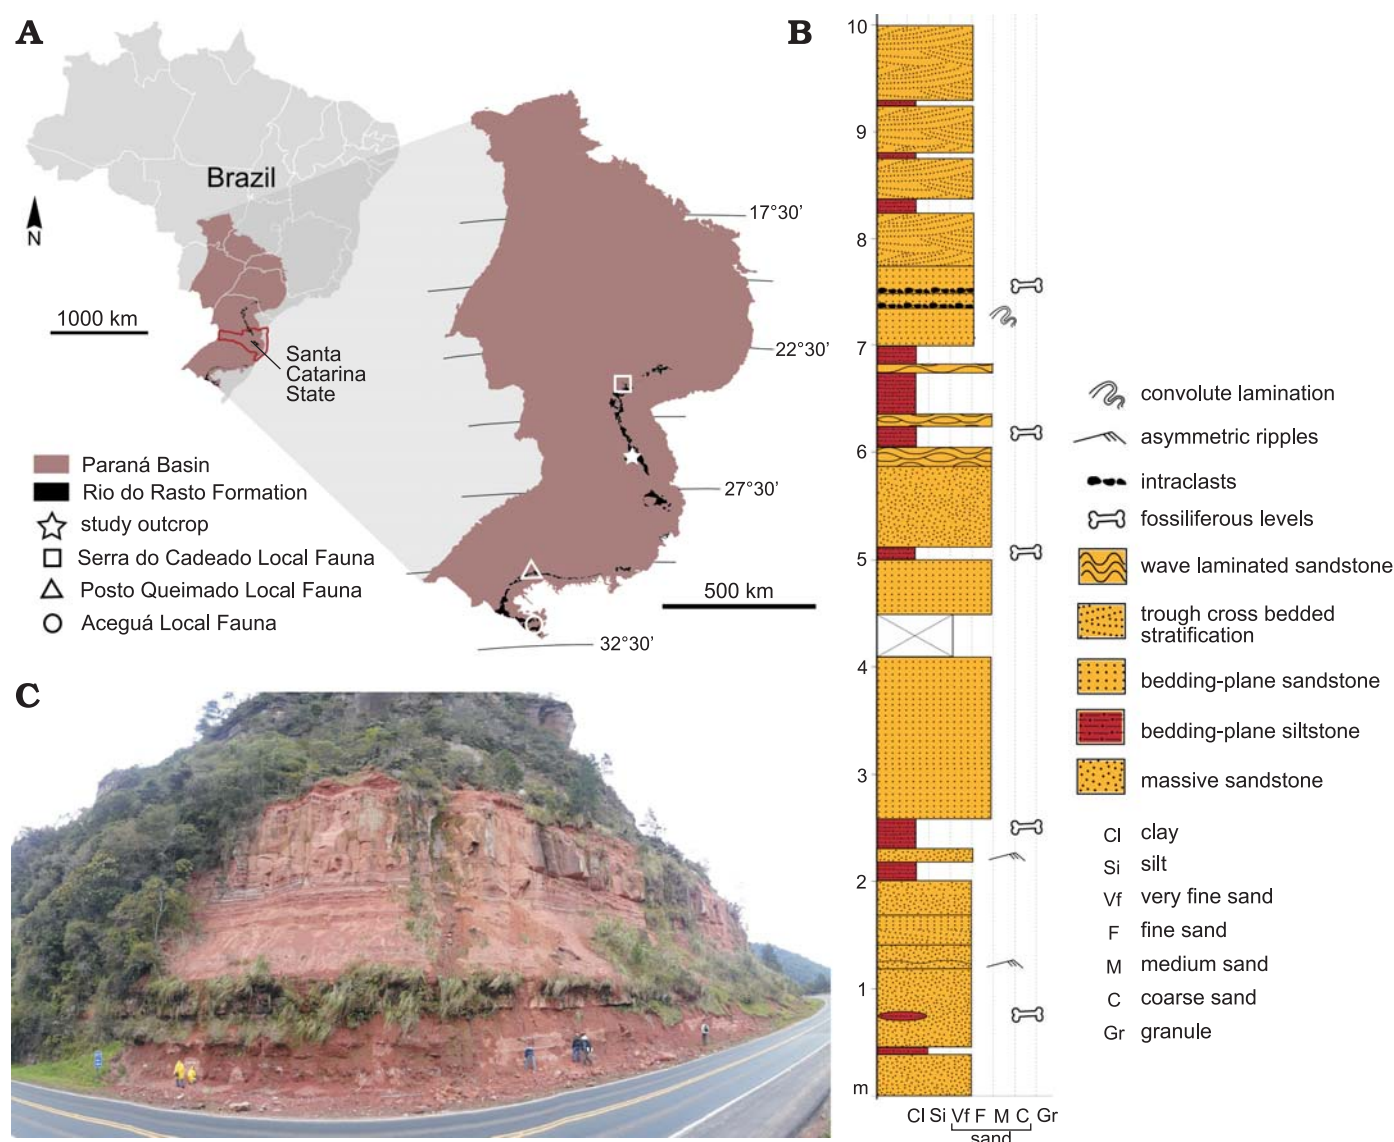 A
Brazil
N
1000 km
Santa
Catarina
State
17°30'
22°30'
27°30'
32°30'
500 km
Paraná Basin
Rio do Rasto Formation
study outcrop
Serra do Cadeado Local Fauna
Posto Queimado Local Fauna
Aceguá Local Fauna
B
10
9
8
7
6
5
4
3
2
1
m
Cl Si Vf F M C Gr
sand
convolute lamination
asymmetric ripples
intraclasts
fossiliferous levels
wave laminated sandstone
trough cross bedded
stratification
bedding-plane sandstone
bedding-plane siltstone
massive sandstone
Cl clay
Si silt
Vf very fine sand
F fine sand
M medium sand
C coarse sand
Gr granule
C